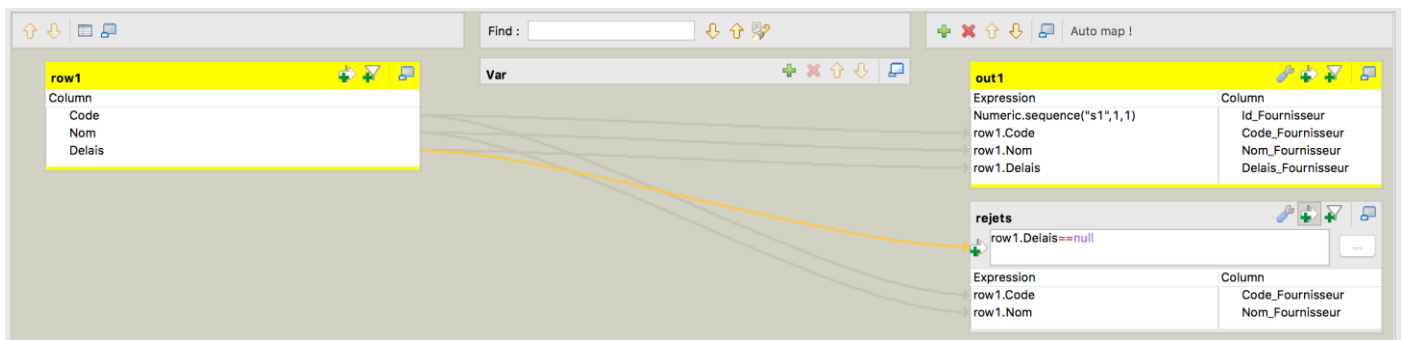 Find :
Auto map !
row1
Column
Code
Nom
Delais
Var
out1
Expression Column
Numeric.sequence("s1",1,1) Id_Fournisseur
row1.Code Code_Fournisseur
row1.Nom Nom_Fournisseur
row1.Delais Delais_Fournisseur
rejets
row1.Delais==null
...
Expression Column
row1.Code Code_Fournisseur
row1.Nom Nom_Fournisseur